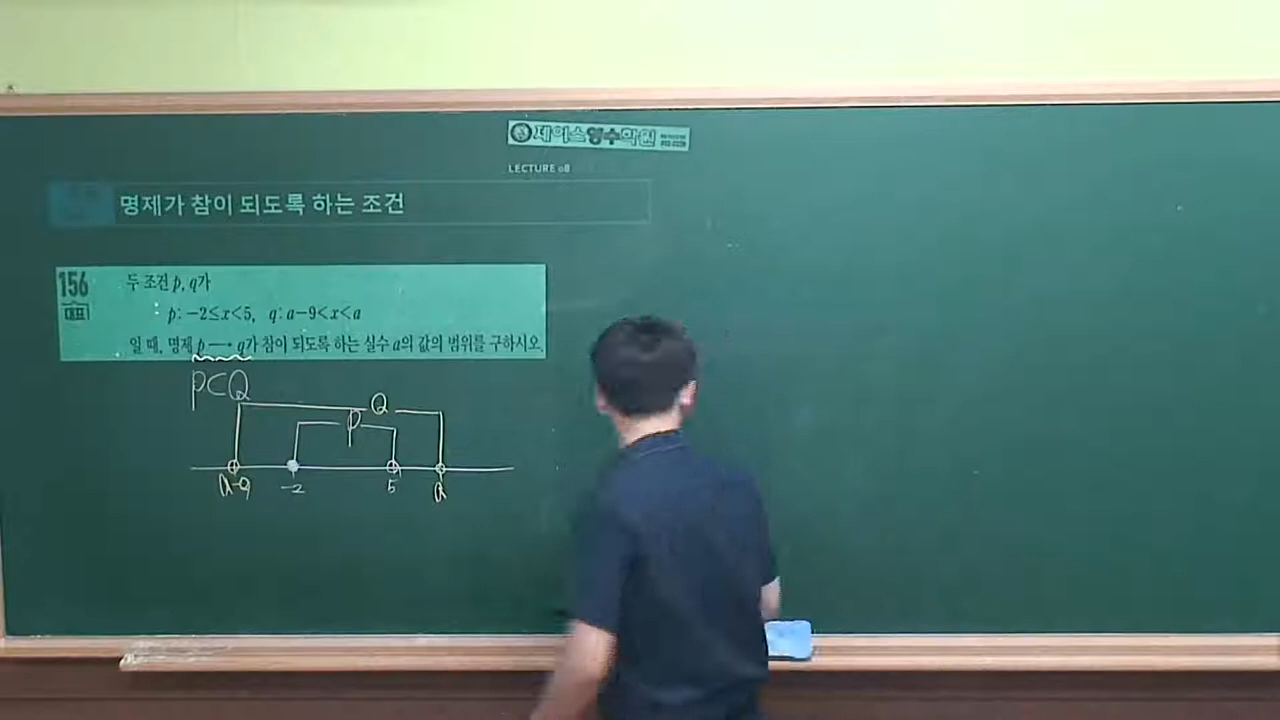 제이스영수학원
LECTURE 08
명제가 참이 되도록 하는 조건
156
대표
두 조건 p, q가
p: -2≤x<5, q: a-9<x<a
일 때, 명제 p → q가 참이 되도록 하는 실수 a의 값의 범위를 구하시오.
P⊂Q
Q
P
a-9 -2 5 a